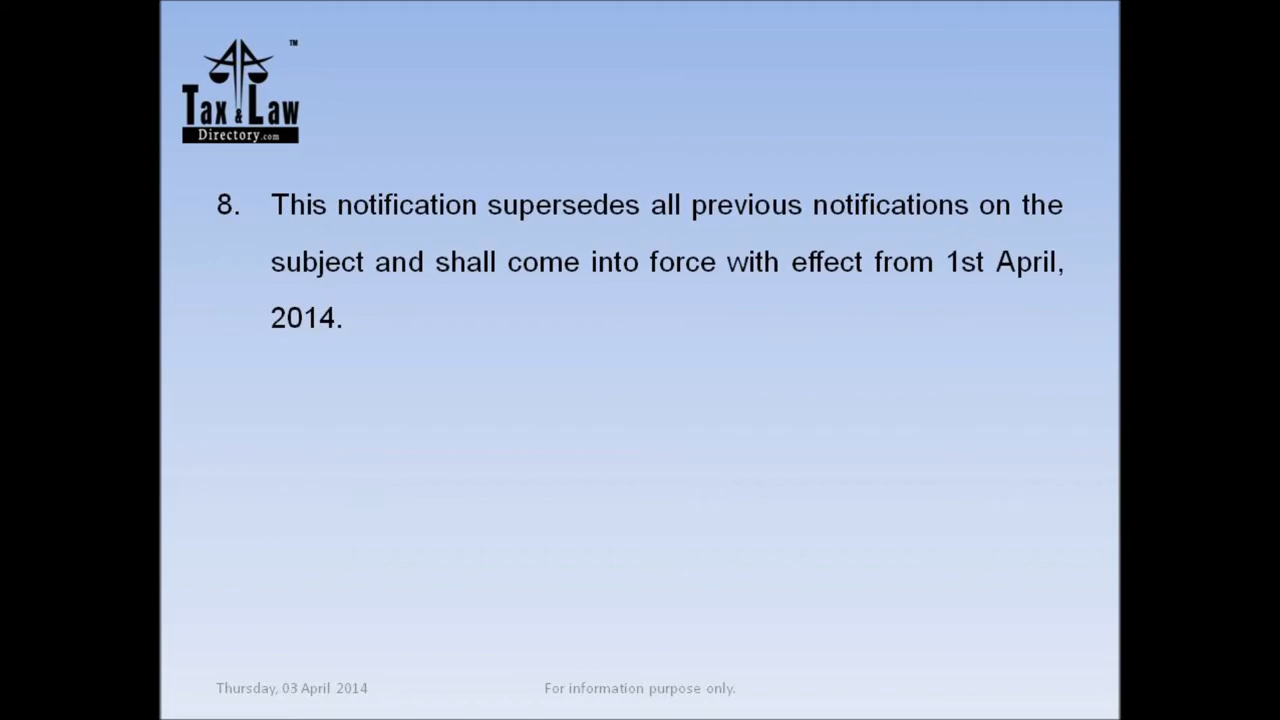 TM
Tax & Law
Directory.com
8. This notification supersedes all previous notifications on the
subject and shall come into force with effect from 1st April,
2014.
Thursday, 03 April 2014 For information purpose only.